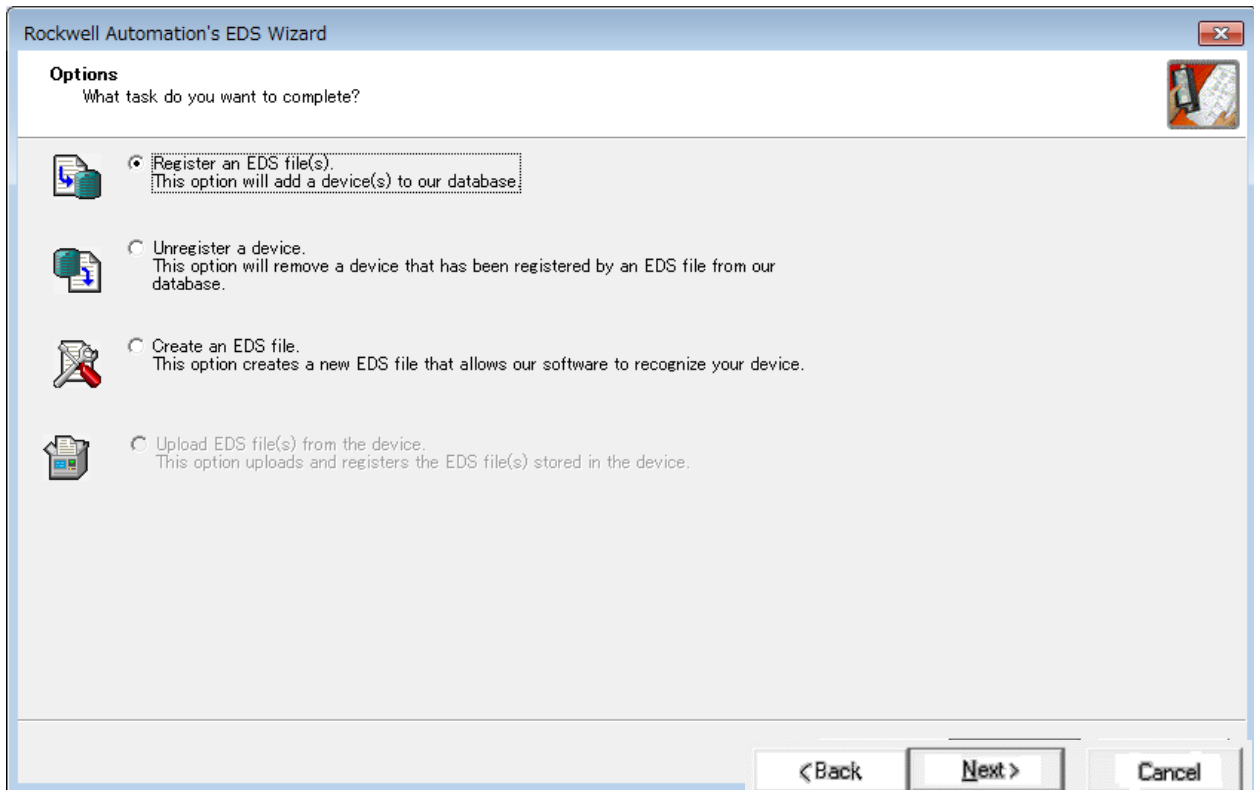 Rockwell Automation's EDS Wizard
Options
What task do you want to complete?
Register an EDS file(s).
This option will add a device(s) to our database.
Unregister a device.
This option will remove a device that has been registered by an EDS file from our
database.
Create an EDS file.
This option creates a new EDS file that allows our software to recognize your device.
Upload EDS file(s) from the device.
This option uploads and registers the EDS file(s) stored in the device.
<Back
Next>
Cancel